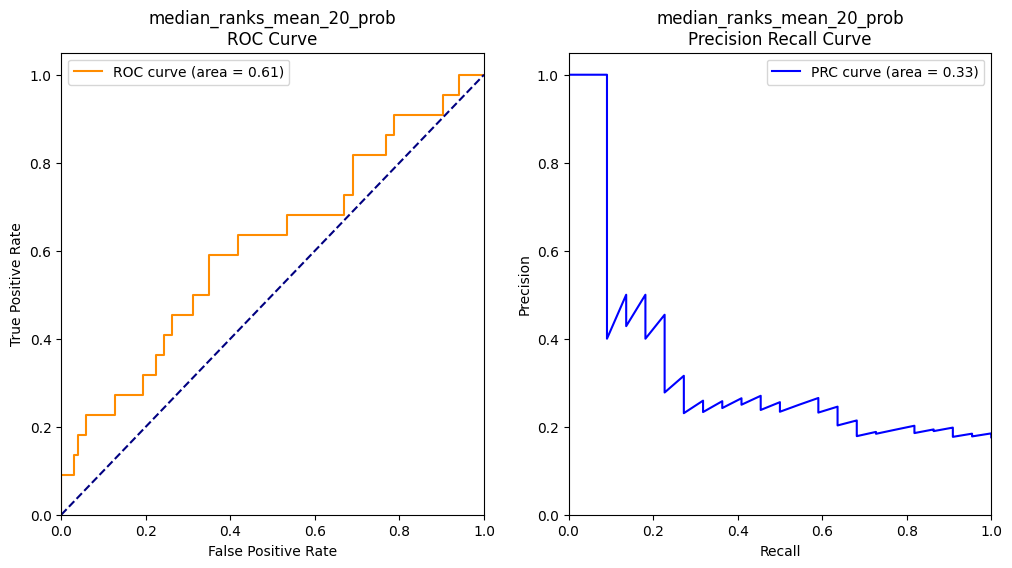 median_ranks_mean_20_prob
ROC Curve
ROC curve (area = 0.61)
1.0
0.8
0.6
0.4
0.2
0.0
True Positive Rate
0.0 0.2 0.4 0.6 0.8 1.0
False Positive Rate
median_ranks_mean_20_prob
Precision Recall Curve
PRC curve (area = 0.33)
1.0
0.8
0.6
0.4
0.2
0.0
Precision
0.0 0.2 0.4 0.6 0.8 1.0
Recall